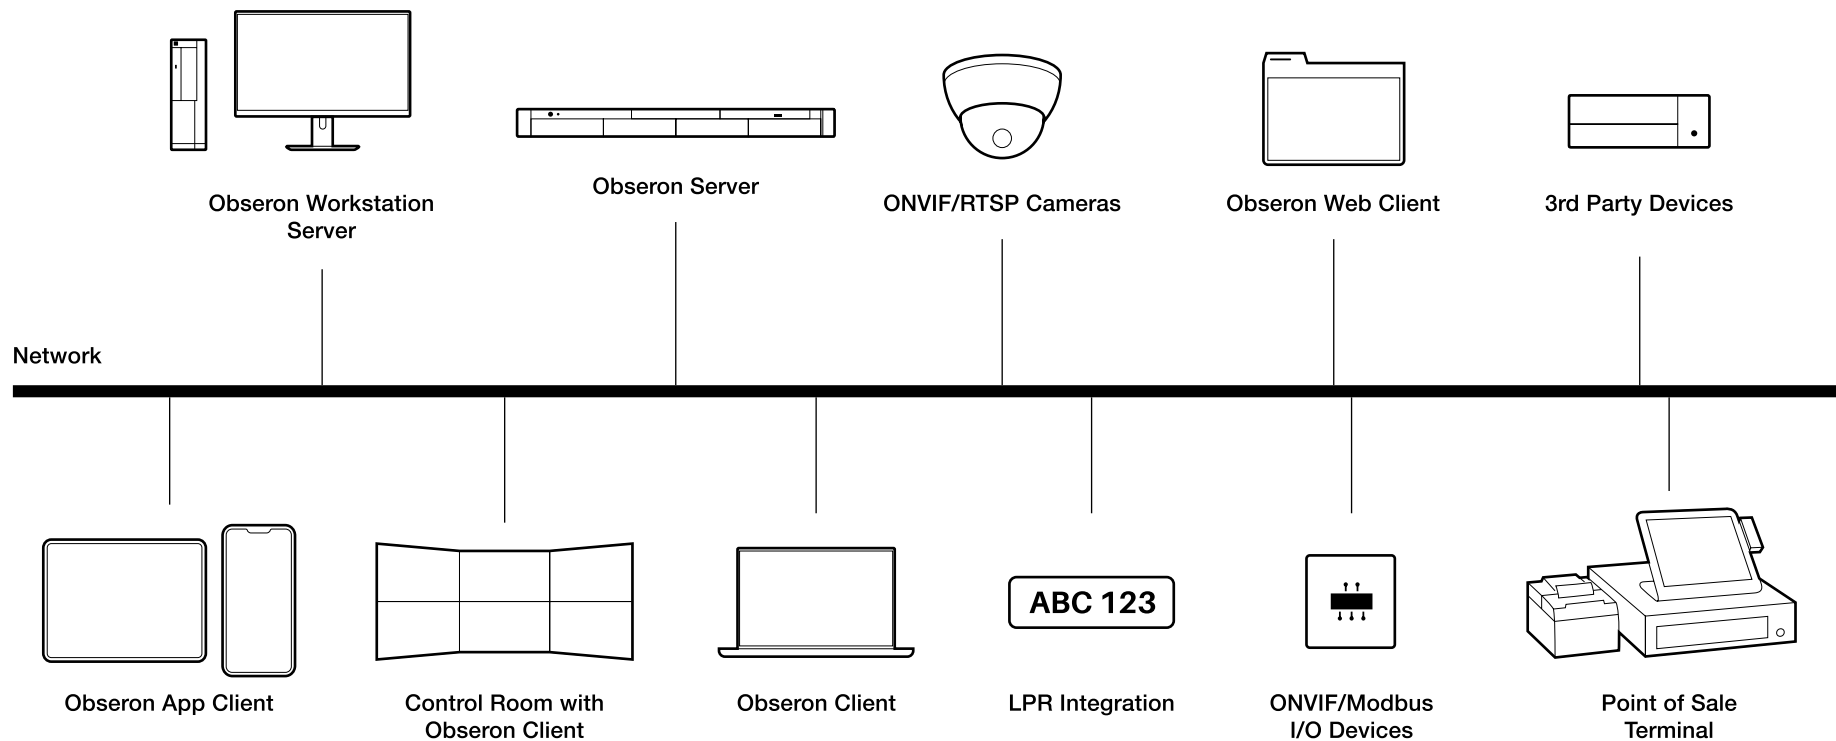 Obseron Workstation
Server
Obseron Server
ONVIF/RTSP Cameras
Obseron Web Client
3rd Party Devices
Network
ABC 123
Obseron App Client
Control Room with
Obseron Client
Obseron Client
LPR Integration
ONVIF/Modbus
I/O Devices
Point of Sale
Terminal